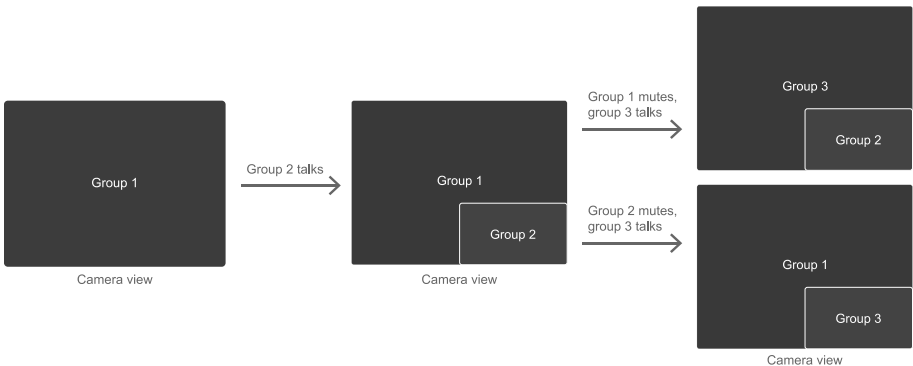 Group 1
Camera view
Group 2 talks
Group 1
Group 2
Camera view
Group 1 mutes,
group 3 talks
Group 3
Group 2
Group 2 mutes,
group 3 talks
Group 1
Group 3
Camera view